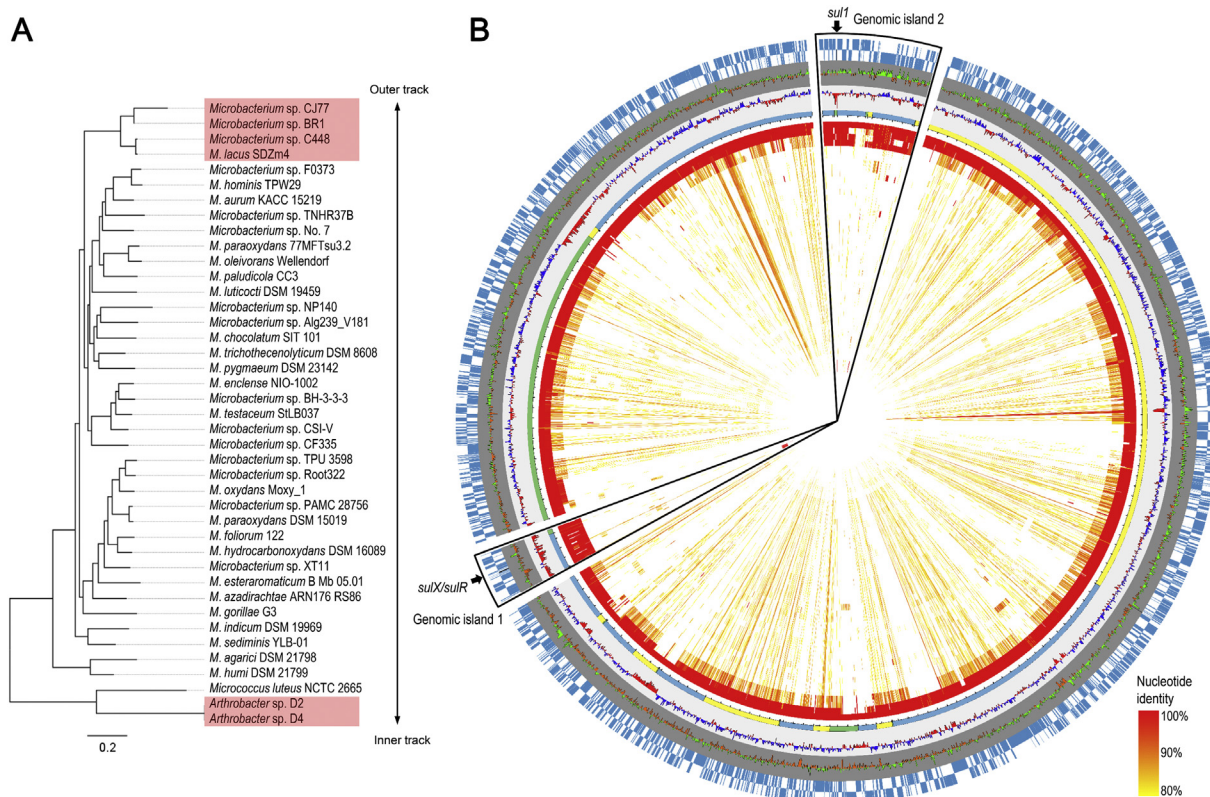 A
B
Outer track
Microbacterium sp. CJ77
Microbacterium sp. BR1
Microbacterium sp. C448
M. lacus SDZm4
Microbacterium sp. F0373
M. hominis TPW29
M. aurum KACC 15219
Microbacterium sp. TNHR37B
Microbacterium sp. No. 7
M. paraoxydans 77MFTsu3.2
M. oleivorans Wellendorf
M. paludicola CC3
M. luticocti DSM 19459
Microbacterium sp. NP140
Microbacterium sp. Alg239_V181
M. chocolatum SIT 101
M. trichothecenolyticum DSM 8608
M. pygmaeum DSM 23142
M. enclense NIO-1002
Microbacterium sp. BH-3-3-3
M. testaceum StLB037
Microbacterium sp. CSI-V
Microbacterium sp. CF335
Microbacterium sp. TPU 3598
Microbacterium sp. Root322
M. oxydans Moxy_1
Microbacterium sp. PAMC 28756
M. paraoxydans DSM 15019
M. foliorum 122
M. hydrocarbonoxydans DSM 16089
Microbacterium sp. XT11
M. esteraromaticum B Mb 05.01
M. azadirachtae ARN176 RS86
M. gorillae G3
M. indicum DSM 19969
M. sediminis YLB-01
M. agarici DSM 21798
M. humi DSM 21799
Micrococcus luteus NCTC 2665
Arthrobacter sp. D2
Arthrobacter sp. D4
Inner track
0.2
sul1 Genomic island 2
sulX/sulR
Genomic island 1
Nucleotide
identity
100%
90%
80%